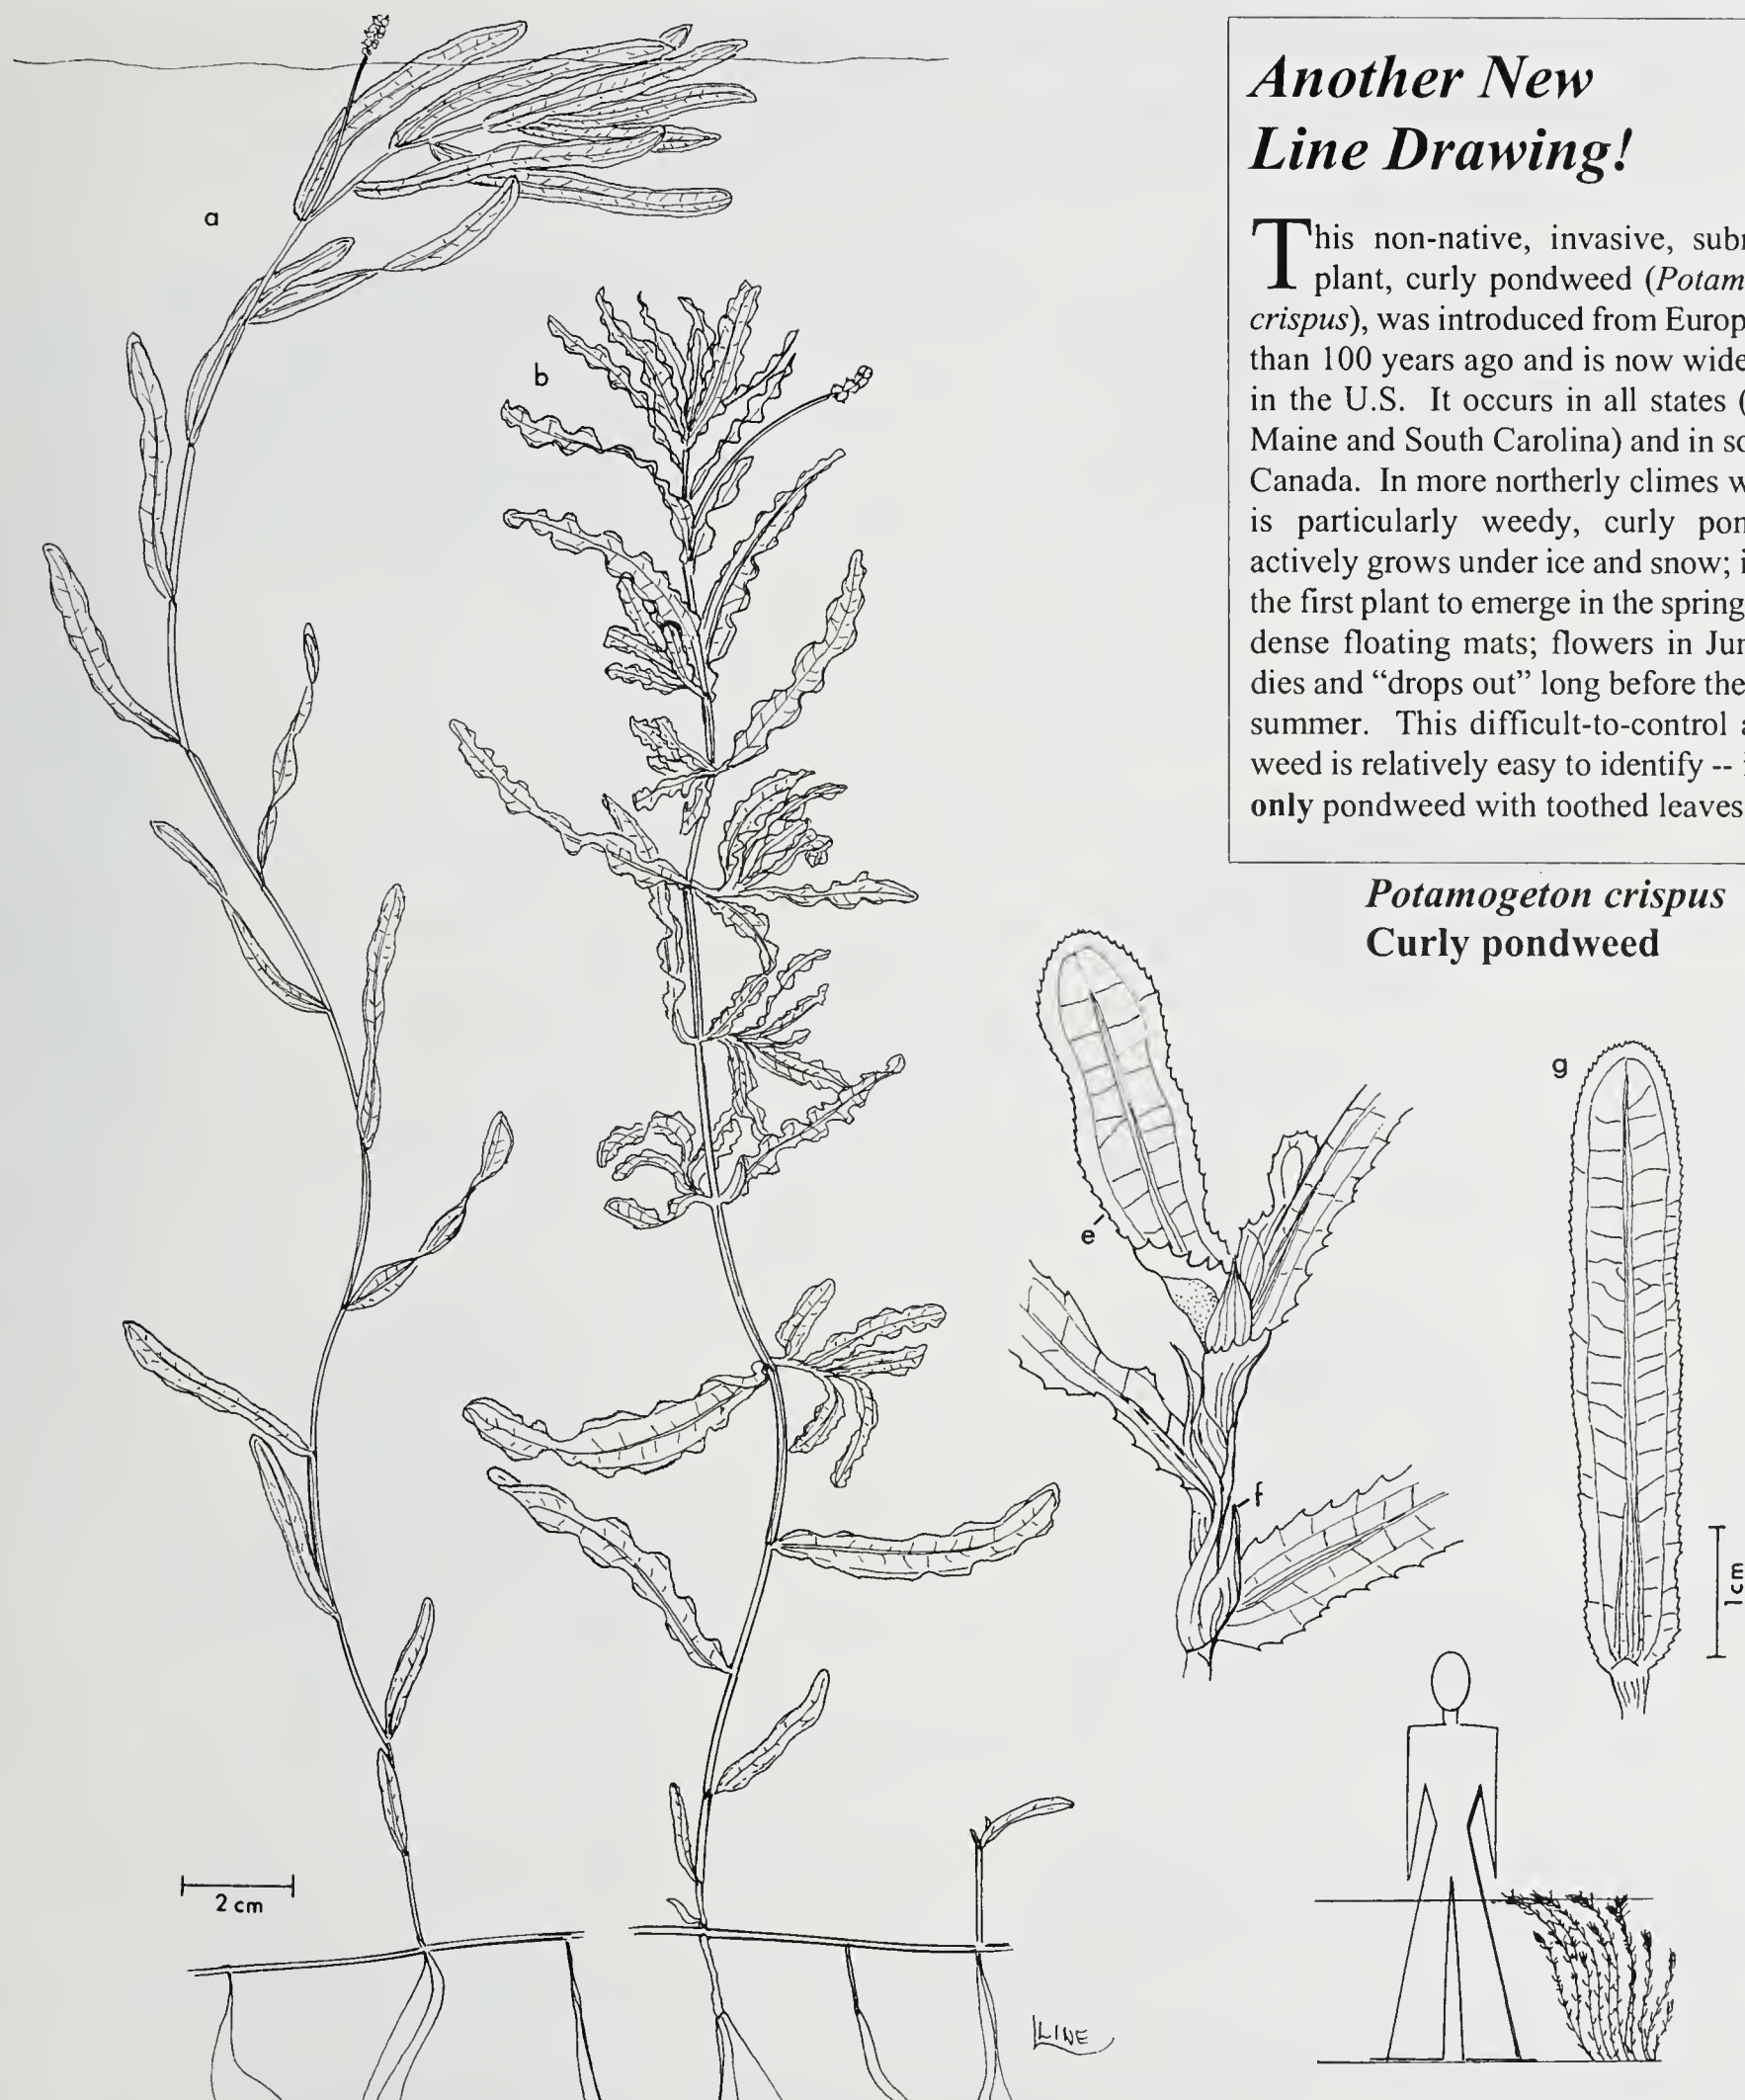 Another New
Line Drawing!
This non-native, invasive, subm
plant, curly pondweed (Potam
crispus), was introduced from Europ
than 100 years ago and is now wide
in the U.S. It occurs in all states (
Maine and South Carolina) and in so
Canada. In more northerly climes w
is particularly weedy, curly pon
actively grows under ice and snow; i
the first plant to emerge in the spring
dense floating mats; flowers in Jun
dies and “drops out” long before the
summer. This difficult-to-control a
weed is relatively easy to identify -- i
only pondweed with toothed leaves
Potamogeton crispus
Curly pondweed
a
b
e
f
g
1cm
2 cm
LLINE